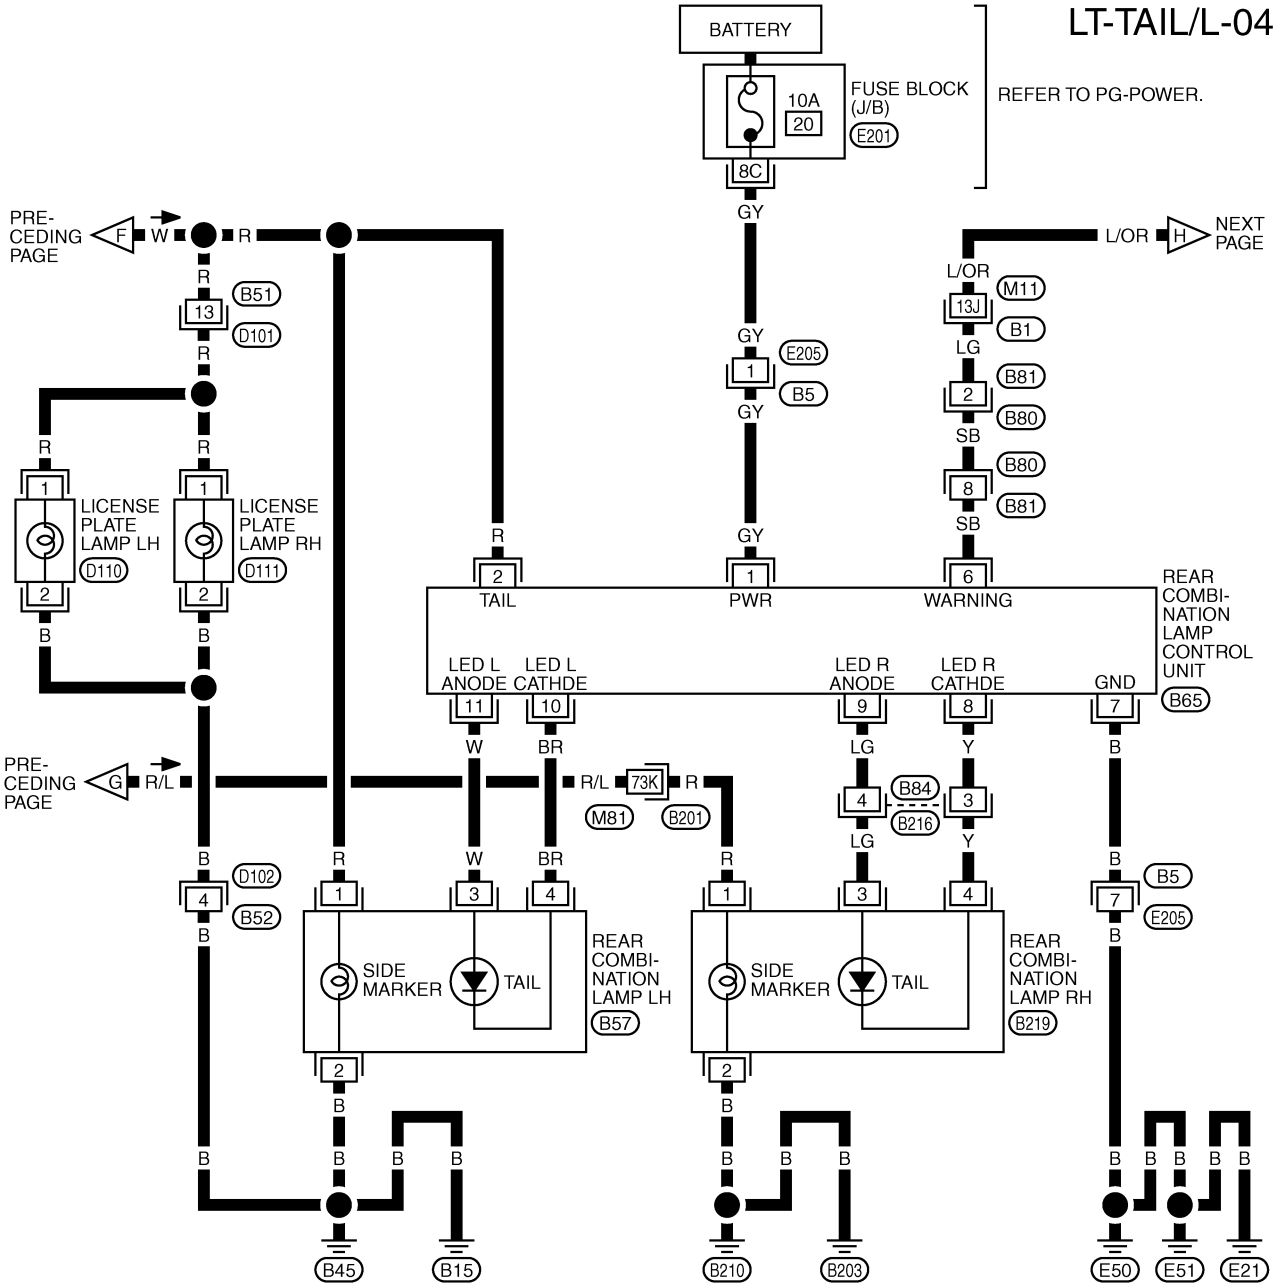 LT-TAIL/L-04
BATTERY
10A
20
FUSE BLOCK
(J/B)
E201
REFER TO PG-POWER.
8C
GY
PRE-
CEDING
PAGE
F
W
R
L/OR
H
NEXT
PAGE
R
13
B51
D101
R
GY
1
E205
B5
GY
L/OR
13J
M11
B1
LG
2
B81
B80
SB
8
B80
B81
SB
R
R
1
LICENSE
PLATE
LAMP LH
D110
2
B
1
LICENSE
PLATE
LAMP RH
D111
2
B
R
GY
2
1
6
TAIL
PWR
WARNING
REAR
COMBI-
NATION
LAMP
CONTROL
UNIT
B65
LED L
ANODE
LED L
CATHDE
LED R
ANODE
LED R
CATHDE
GND
11
10
9
8
7
W
BR
LG
Y
B
PRE-
CEDING
PAGE
G
R/L
R/L
73K
R
M81
B201
4
B84
B216
3
LG
Y
B
R
W
BR
R
B
4
D102
B52
B
1
3
4
1
3
4
7
B5
E205
B
SIDE
MARKER
TAIL
REAR
COMBI-
NATION
LAMP LH
B57
SIDE
MARKER
TAIL
REAR
COMBI-
NATION
LAMP RH
B219
2
B
2
B
B
B
B
B
B
B
B
B
B
B
B
B
B
B45
B15
B210
B203
E50
E51
E21